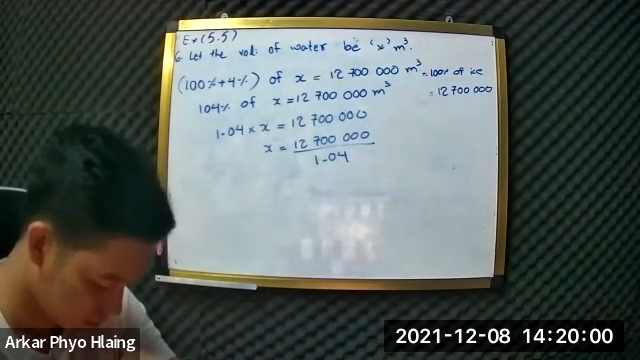 Ex (5.5)
6. Let the vol: of water be 'x' m³.
(100%+4%) of x = 12 700 000 m³ = 100% of ice
104% of x = 12 700 000 m³ = 12 700 000
1.04 × x = 12 700 000
x = 12 700 000
1.04
Arkar Phyo Hlaing
2021-12-08 14:20:00